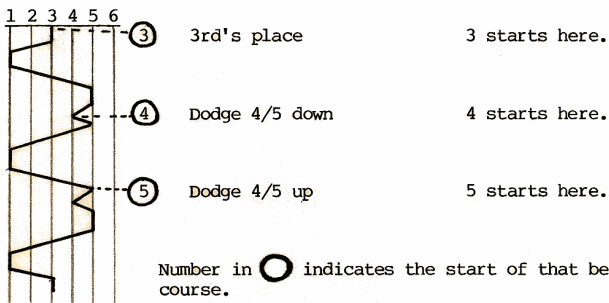 1 2 3 4 5 6
3 3rd's place 3 starts here.
4 Dodge 4/5 down 4 starts here.
5 Dodge 4/5 up 5 starts here.
Number in indicates the start of that be
course.